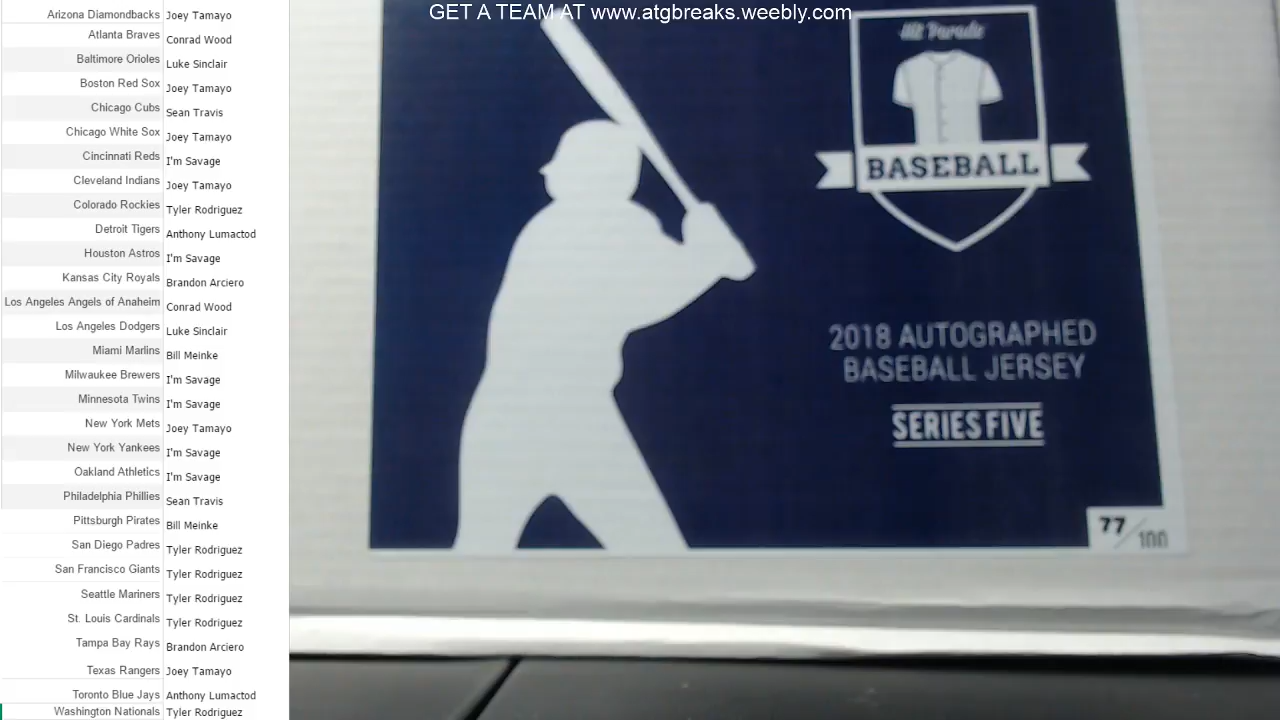 GET A TEAM AT www.atgbreaks.weebly.com
Arizona Diamondbacks Joey Tamayo
Atlanta Braves Conrad Wood
Baltimore Orioles Luke Sinclair
Boston Red Sox Joey Tamayo
Chicago Cubs Sean Travis
Chicago White Sox Joey Tamayo
Cincinnati Reds I'm Savage
Cleveland Indians Joey Tamayo
Colorado Rockies Tyler Rodriguez
Detroit Tigers Anthony Lumactod
Houston Astros I'm Savage
Kansas City Royals Brandon Arciero
Los Angeles Angels of Anaheim Conrad Wood
Los Angeles Dodgers Luke Sinclair
Miami Marlins Bill Meinke
Milwaukee Brewers I'm Savage
Minnesota Twins I'm Savage
New York Mets Joey Tamayo
New York Yankees I'm Savage
Oakland Athletics I'm Savage
Philadelphia Phillies Sean Travis
Pittsburgh Pirates Bill Meinke
San Diego Padres Tyler Rodriguez
San Francisco Giants Tyler Rodriguez
Seattle Mariners Tyler Rodriguez
St. Louis Cardinals Tyler Rodriguez
Tampa Bay Rays Brandon Arciero
Texas Rangers Joey Tamayo
Toronto Blue Jays Anthony Lumactod
Washington Nationals Tyler Rodriguez
Hit Parade
BASEBALL
2018 AUTOGRAPHED
BASEBALL JERSEY
SERIES FIVE
77/100